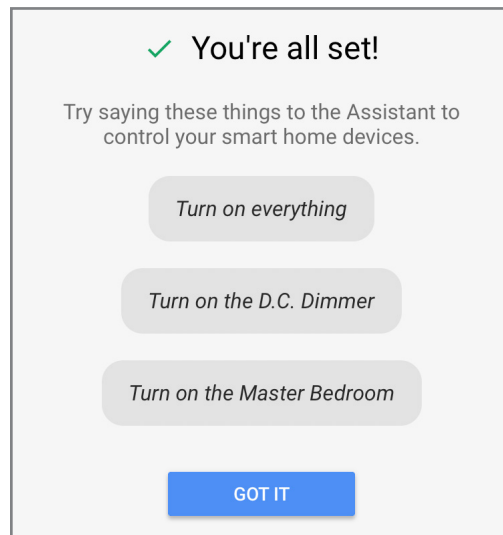 You're all set!
Try saying these things to the Assistant to
control your smart home devices.
Turn on everything
Turn on the D.C. Dimmer
Turn on the Master Bedroom
GOT IT